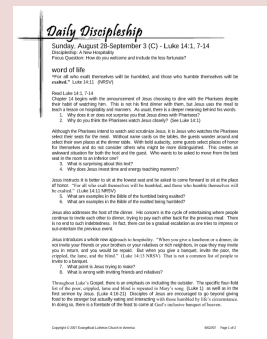 Daily Discipleship
Sunday, August 28-September 3 (C) - Luke 14:1, 7-14
Discipleship: A New Hospitality
Focus Question: How do you welcome and include the less fortunate?
word of life
"For all who exalt themselves will be humbled, and those who humble themselves will be
exalted." Luke 14:11 (NRSV)
Read Luke 14:1, 7-14
Chapter 14 begins with the announcement of Jesus choosing to dine with the Pharisees despite
their habit of watching him. This is not his first dinner with them, but Jesus uses the meal to
teach a lesson on hospitality and manners. As usual, there is a deeper meaning behind his words.
1. Why does it or does not surprise you that Jesus dines with Pharisees?
2. Why do you think the Pharisees watch Jesus closely? (See Luke 14:1)
Although the Pharisees intend to watch and scrutinize Jesus, it is Jesus who watches the Pharisees
select their seats for the meal. Without name cards on the tables, the guests wander around and
select their own places at the dinner table. With bold audacity, some guests select places of honor
for themselves and do not consider others who might be more distinguished. This creates an
awkward situation for both the host and the guest. Who wants to be asked to move from the best
seat in the room to an inferior one?
3. What is surprising about this text?
4. Why does Jesus invest time and energy teaching manners?
Jesus instructs it is better to sit at the lowest seat and be asked to come forward to sit at the place
of honor. "For all who exalt themselves will be humbled, and those who humble themselves will
be exalted." (Luke 14:11 NRSV)
5. What are examples in the Bulletin of the humbled being exalted?
6. What are examples in the Bible of the exalted being humbled?
Jesus also addresses the host of the dinner. His concern is the cycle of entertaining where people
continue to invite each other to dinner, trying to pay each other back for the previous meal. There
is no end to such indebtedness. In fact, there can be a gradual escalation as one tries to impress or
out-entertain the previous event.
Jesus introduces a whole new approach to hospitality. "When you give a luncheon or a dinner, do
not invite your friends or your brothers or your relatives or rich neighbors, in case they may invite
you in return, and you would be repaid. But when you give a banquet, invite the poor, the
crippled, the lame, and the blind." (Luke 14:13 NRSV) That is not a common list of people to
invite to a banquet.
7. What point is Jesus trying to make?
8. What is wrong with inviting friends and relatives?
Throughout Luke's Gospel, there is an emphasis on including the outsider. The specific four-fold
list of the poor, crippled, lame and blind is repeated in Mary's song (Luke 1) as well as in the
first sermon by Jesus. (Luke 4:16-21) Disciples of Jesus are encouraged to go beyond giving
food to the stranger but actually eating and interacting with those humbled by life's circumstance.
In doing so, there is a foretaste of the feast to come at God's inclusive banquet of heaven.
Copyright © 2007 Evangelical Lutheran Church in America
Page 1 of 2